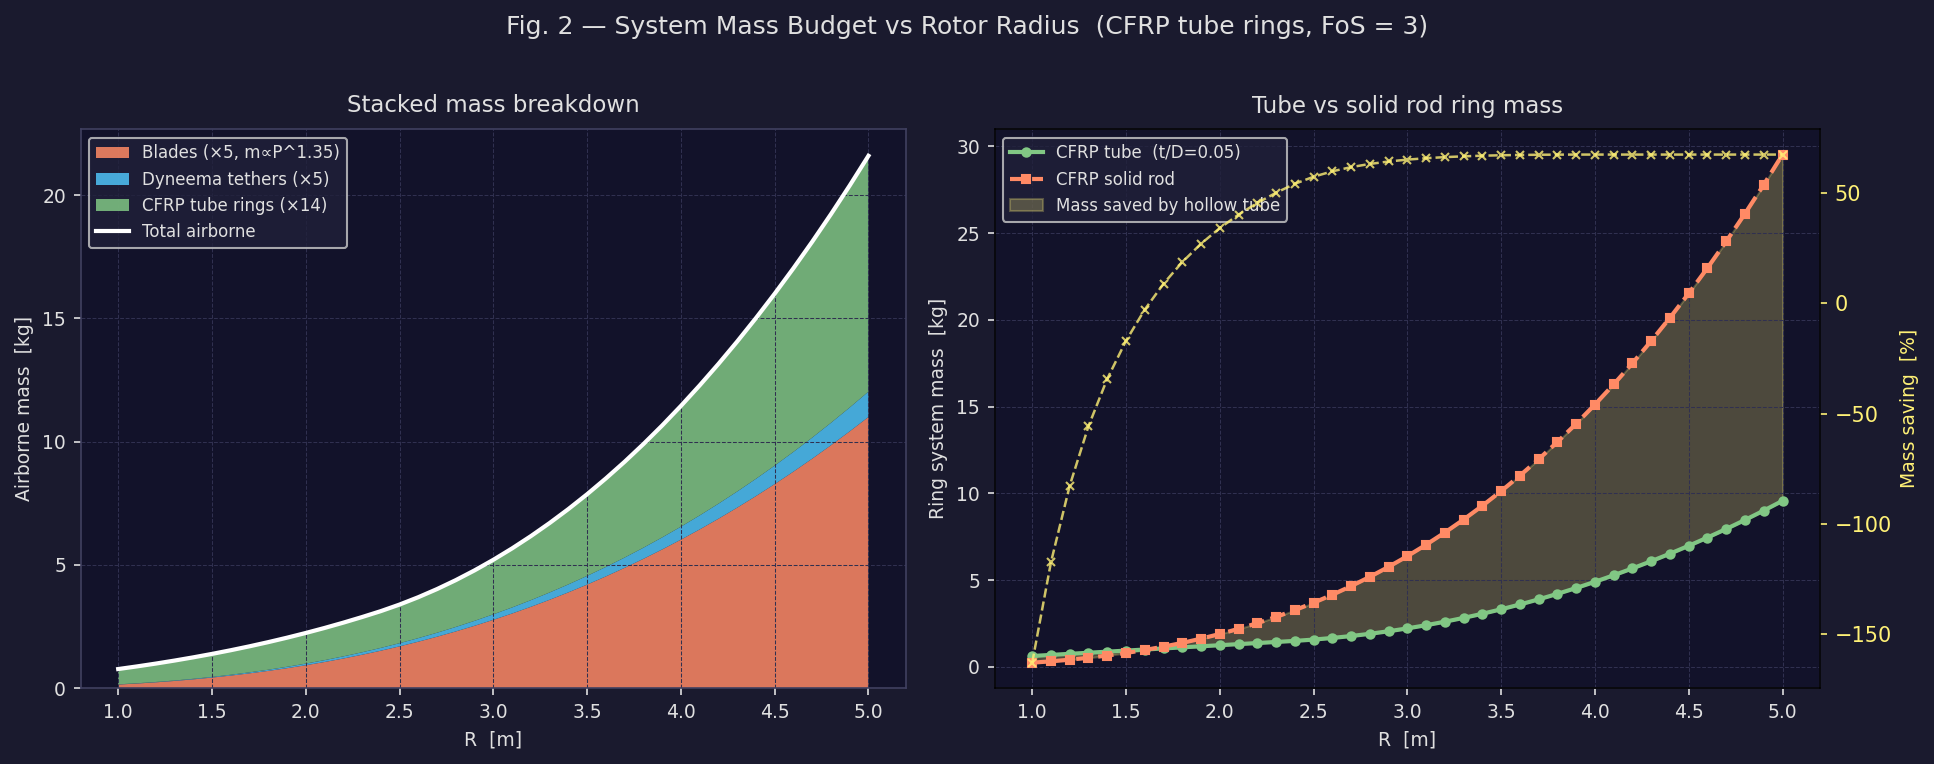 Fig. 2 — System Mass Budget vs Rotor Radius  (CFRP tube rings, FoS = 3)
Stacked mass breakdown
Blades (×5, m∝P^1.35)
Dyneema tethers (×5)
CFRP tube rings (×14)
Total airborne
Airborne mass  [kg]
20
15
10
5
0
1.0 1.5 2.0 2.5 3.0 3.5 4.0 4.5 5.0
R  [m]
Tube vs solid rod ring mass
CFRP tube  (t/D=0.05)
CFRP solid rod
Mass saved by hollow tube
Ring system mass  [kg]
30
25
20
15
10
5
0
1.0 1.5 2.0 2.5 3.0 3.5 4.0 4.5 5.0
R  [m]
50
0
−50
−100
−150
Mass saving  [%]